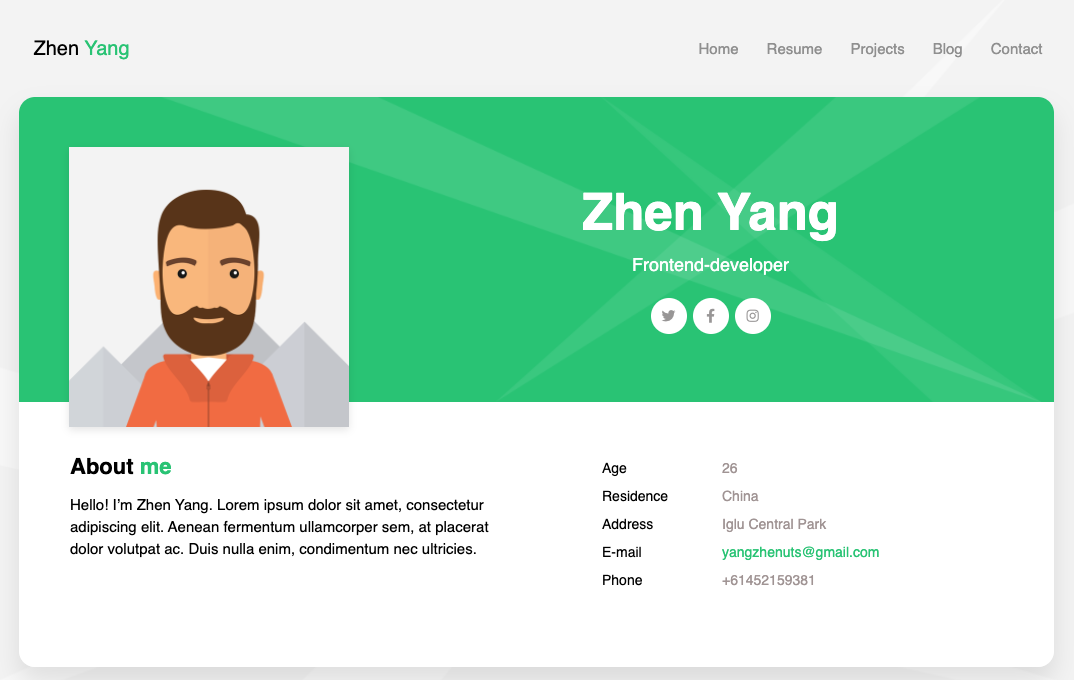 Zhen Yang
Home Resume Projects Blog Contact
Zhen Yang
Frontend-developer
About me
Hello! I’m Zhen Yang. Lorem ipsum dolor sit amet, consectetur
adipiscing elit. Aenean fermentum ullamcorper sem, at placerat
dolor volutpat ac. Duis nulla enim, condimentum nec ultricies.
Age 26
Residence China
Address Iglu Central Park
E-mail yangzhenuts@gmail.com
Phone +61452159381